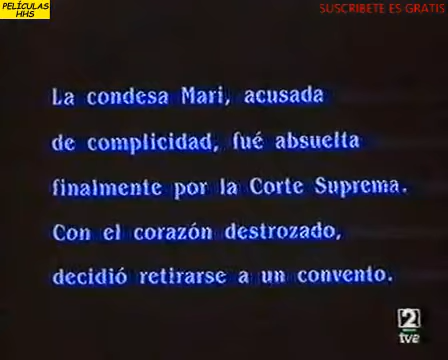 PELÍCULAS
HHS
SUSCRIBETE ES GRATIS
La condesa Mari, acusada
de complicidad, fué absuelta
finalmente por la Corte Suprema.
Con el corazón destrozado,
decidió retirarse a un convento.
2
tve